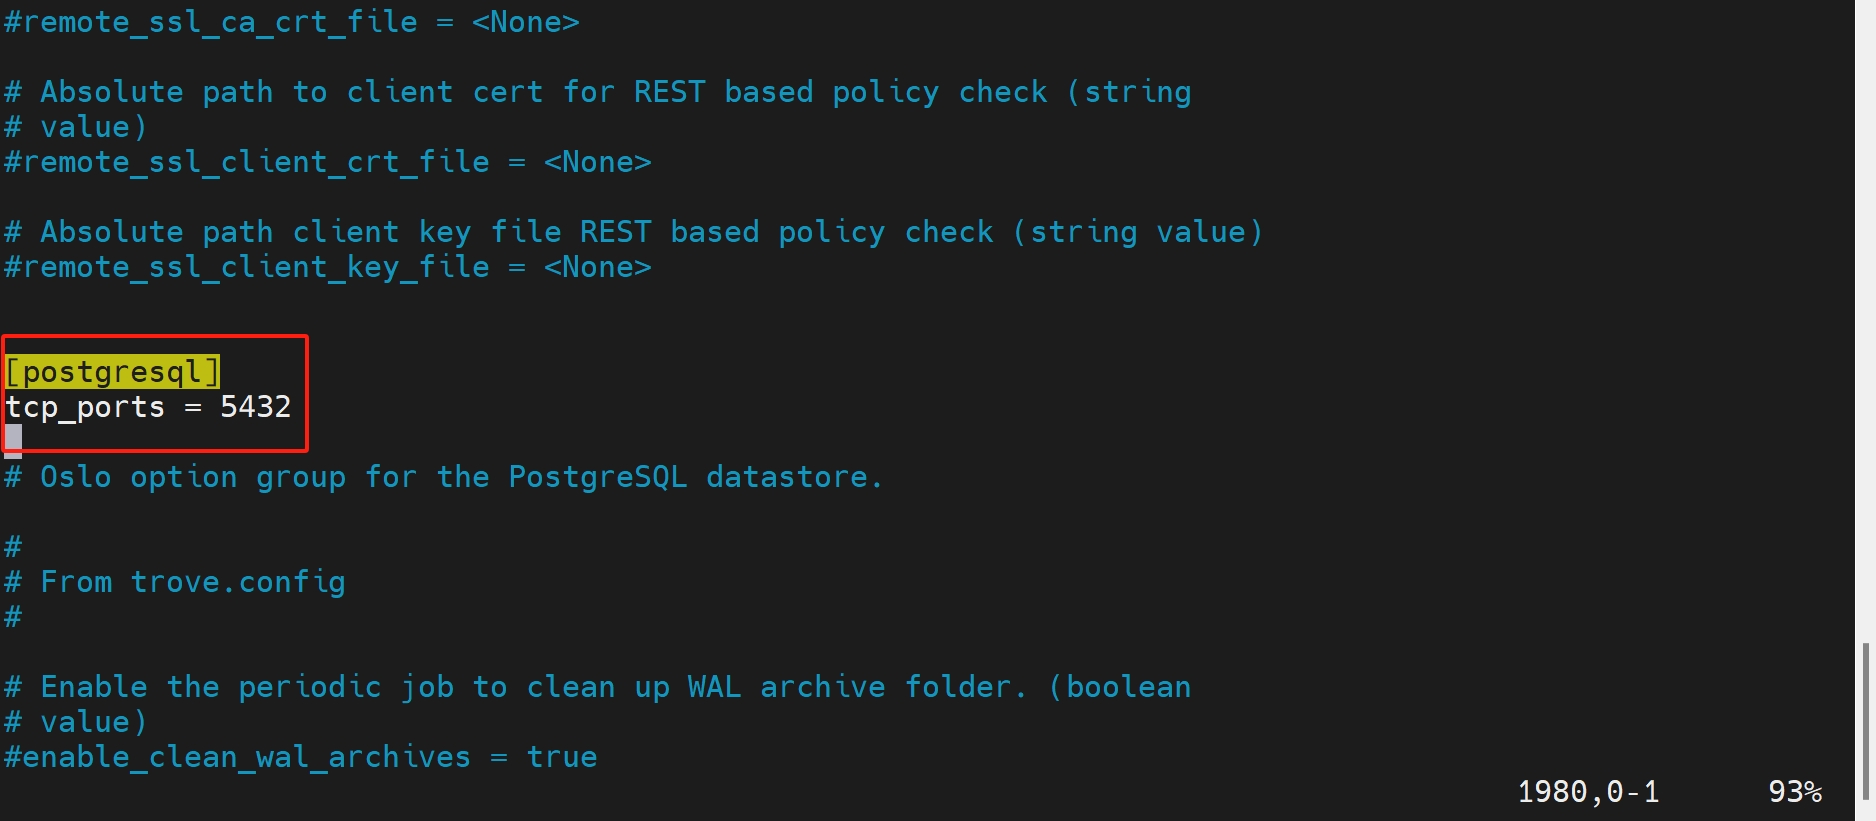 #remote_ssl_ca_crt_file = <None>
# Absolute path to client cert for REST based policy check (string
# value)
#remote_ssl_client_crt_file = <None>
# Absolute path client key file REST based policy check (string value)
#remote_ssl_client_key_file = <None>
[postgresql]
tcp_ports = 5432
# Oslo option group for the PostgreSQL datastore.
#
# From trove.config
#
# Enable the periodic job to clean up WAL archive folder. (boolean
# value)
#enable_clean_wal_archives = true
1980,0-1 93%